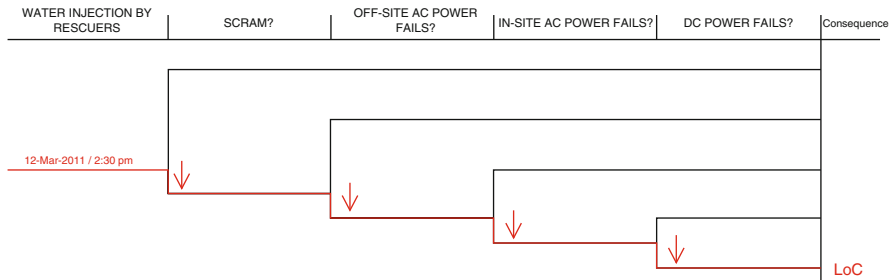 WATER INJECTION BY
RESCUERS
SCRAM?
OFF-SITE AC POWER
FAILS?
IN-SITE AC POWER FAILS?
DC POWER FAILS?
Consequence
12-Mar-2011 / 2:30 pm
LoC